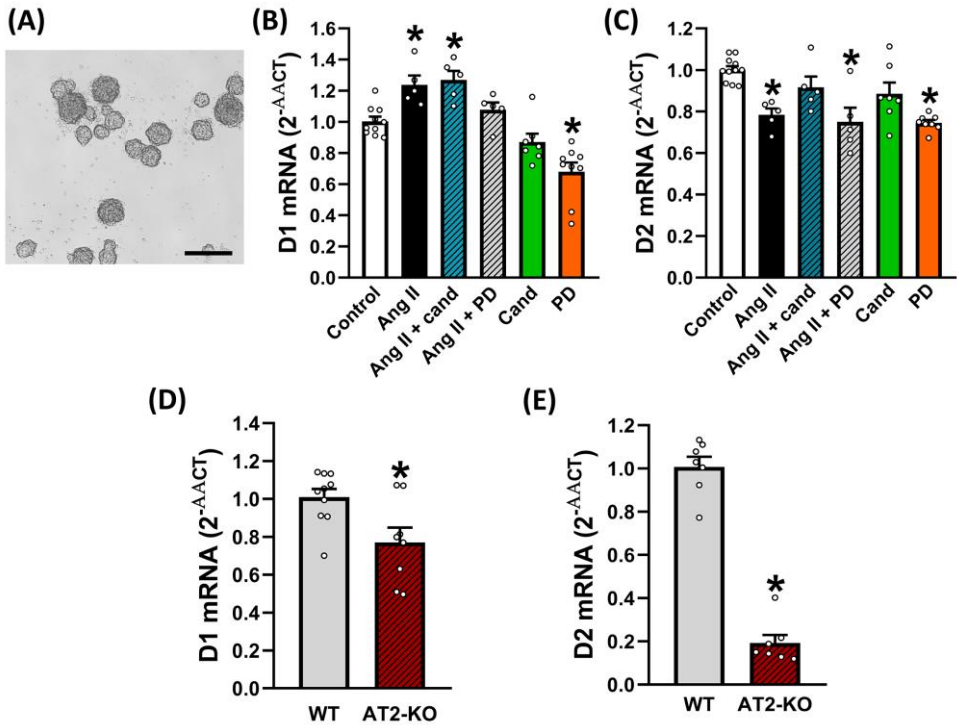 (A)
(B)
D1 mRNA (2^-AACT)
1.6
1.4
1.2
1.0
0.8
0.6
0.4
0.2
0.0
*
*
*
Control
Ang II
Ang II + cand
Ang II + PD
Cand
PD
(C)
D2 mRNA (2^-AACT)
1.2
1.0
0.8
0.6
0.4
0.2
0.0
*
*
*
Control
Ang II
Ang II + cand
Ang II + PD
Cand
PD
(D)
D1 mRNA (2^-AACT)
1.4
1.2
1.0
0.8
0.6
0.4
0.2
0.0
*
WT
AT2-KO
(E)
D2 mRNA (2^-AACT)
1.2
1.0
0.8
0.6
0.4
0.2
0.0
*
WT
AT2-KO